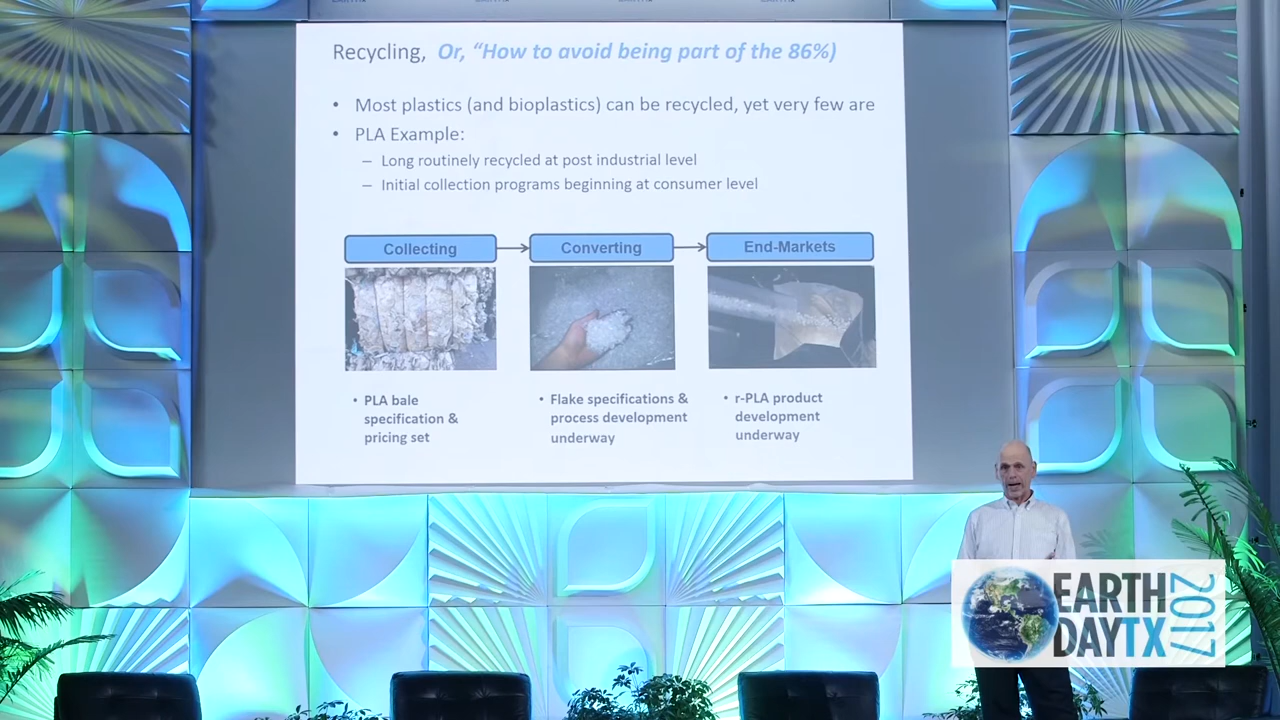 Recycling, Or, “How to avoid being part of the 86%)
• Most plastics (and bioplastics) can be recycled, yet very few are
• PLA Example:
– Long routinely recycled at post industrial level
– Initial collection programs beginning at consumer level
Collecting
Converting
End-Markets
• PLA bale
specification &
pricing set
• Flake specifications &
process development
underway
• r-PLA product
development
underway
EARTH
DAYTX
2017